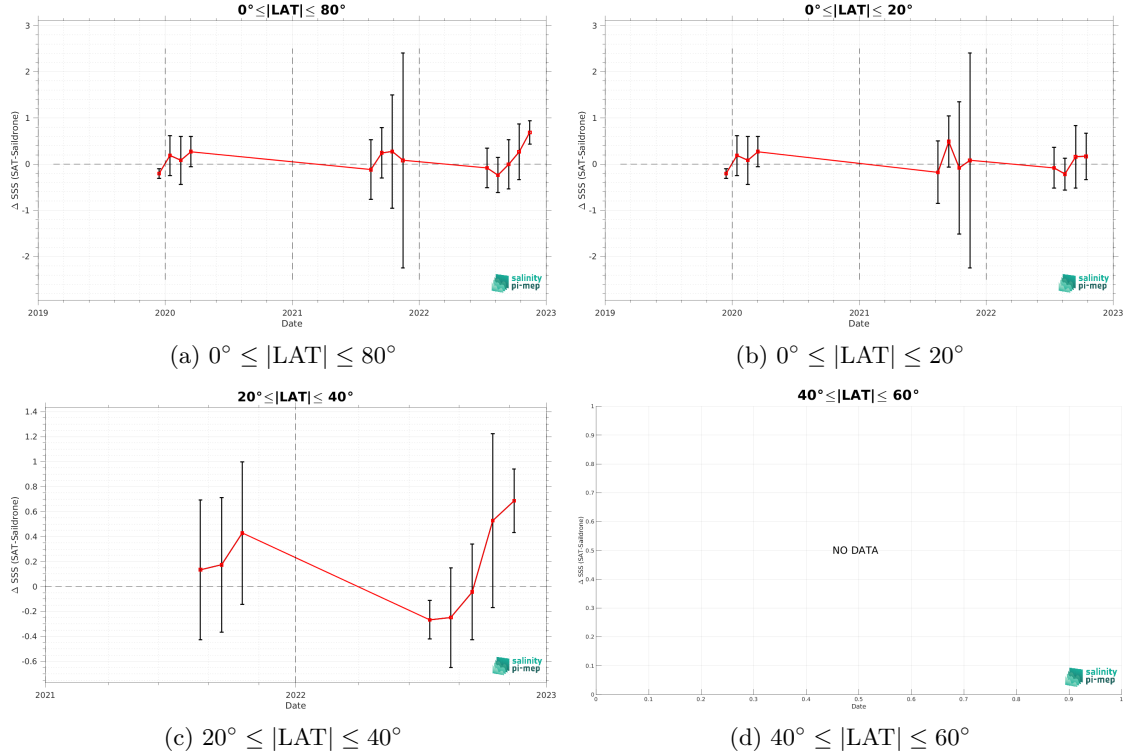 0°≤|LAT|≤ 80°
3
2
1
0
-1
-2
Δ SSS (SAT-Saildrone)
2019
2020
2021
2022
2023
Date
salinity
pi-mep
(a) 0° ≤ |LAT| ≤ 80°
0°≤|LAT|≤ 20°
3
2
1
0
-1
-2
Δ SSS (SAT-Saildrone)
2019
2020
2021
2022
2023
Date
salinity
pi-mep
(b) 0° ≤ |LAT| ≤ 20°
20°≤|LAT|≤ 40°
1.4
1.2
1
0.8
0.6
0.4
0.2
0
-0.2
-0.4
-0.6
Δ SSS (SAT-Saildrone)
2021
2022
2023
Date
salinity
pi-mep
(c) 20° ≤ |LAT| ≤ 40°
40°≤|LAT|≤ 60°
1
0.9
0.8
0.7
0.6
0.5
0.4
0.3
0.2
0.1
0
Δ SSS (SAT-Saildrone)
NO DATA
0
0.1
0.2
0.3
0.4
0.5
0.6
0.7
0.8
0.9
1
Date
salinity
pi-mep
(d) 40° ≤ |LAT| ≤ 60°